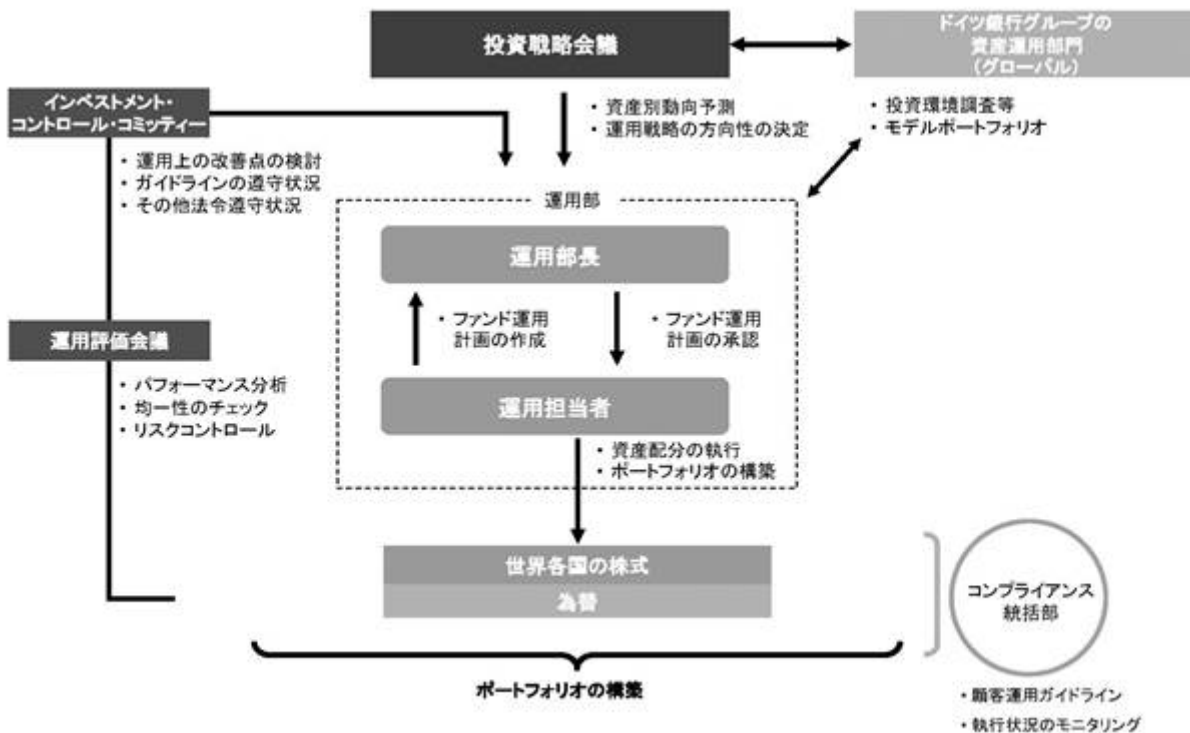 投資戦略会議
ドイツ銀行グループの
資産運用部門
(グローバル)
・資産別動向予測
・運用戦略の方向性の決定
・投資環境調査等
・モデルポートフォリオ
インベストメント・
コントロール・コミッティー
・運用上の改善点の検討
・ガイドラインの遵守状況
・その他法令遵守状況
運用部
運用部長
・ファンド運用
計画の作成
・ファンド運用
計画の承認
運用評価会議
・パフォーマンス分析
・均一性のチェック
・リスクコントロール
運用担当者
・資産配分の執行
・ポートフォリオの構築
世界各国の株式
為替
コンプライアンス
統括部
ポートフォリオの構築
・顧客運用ガイドライン
・執行状況のモニタリング